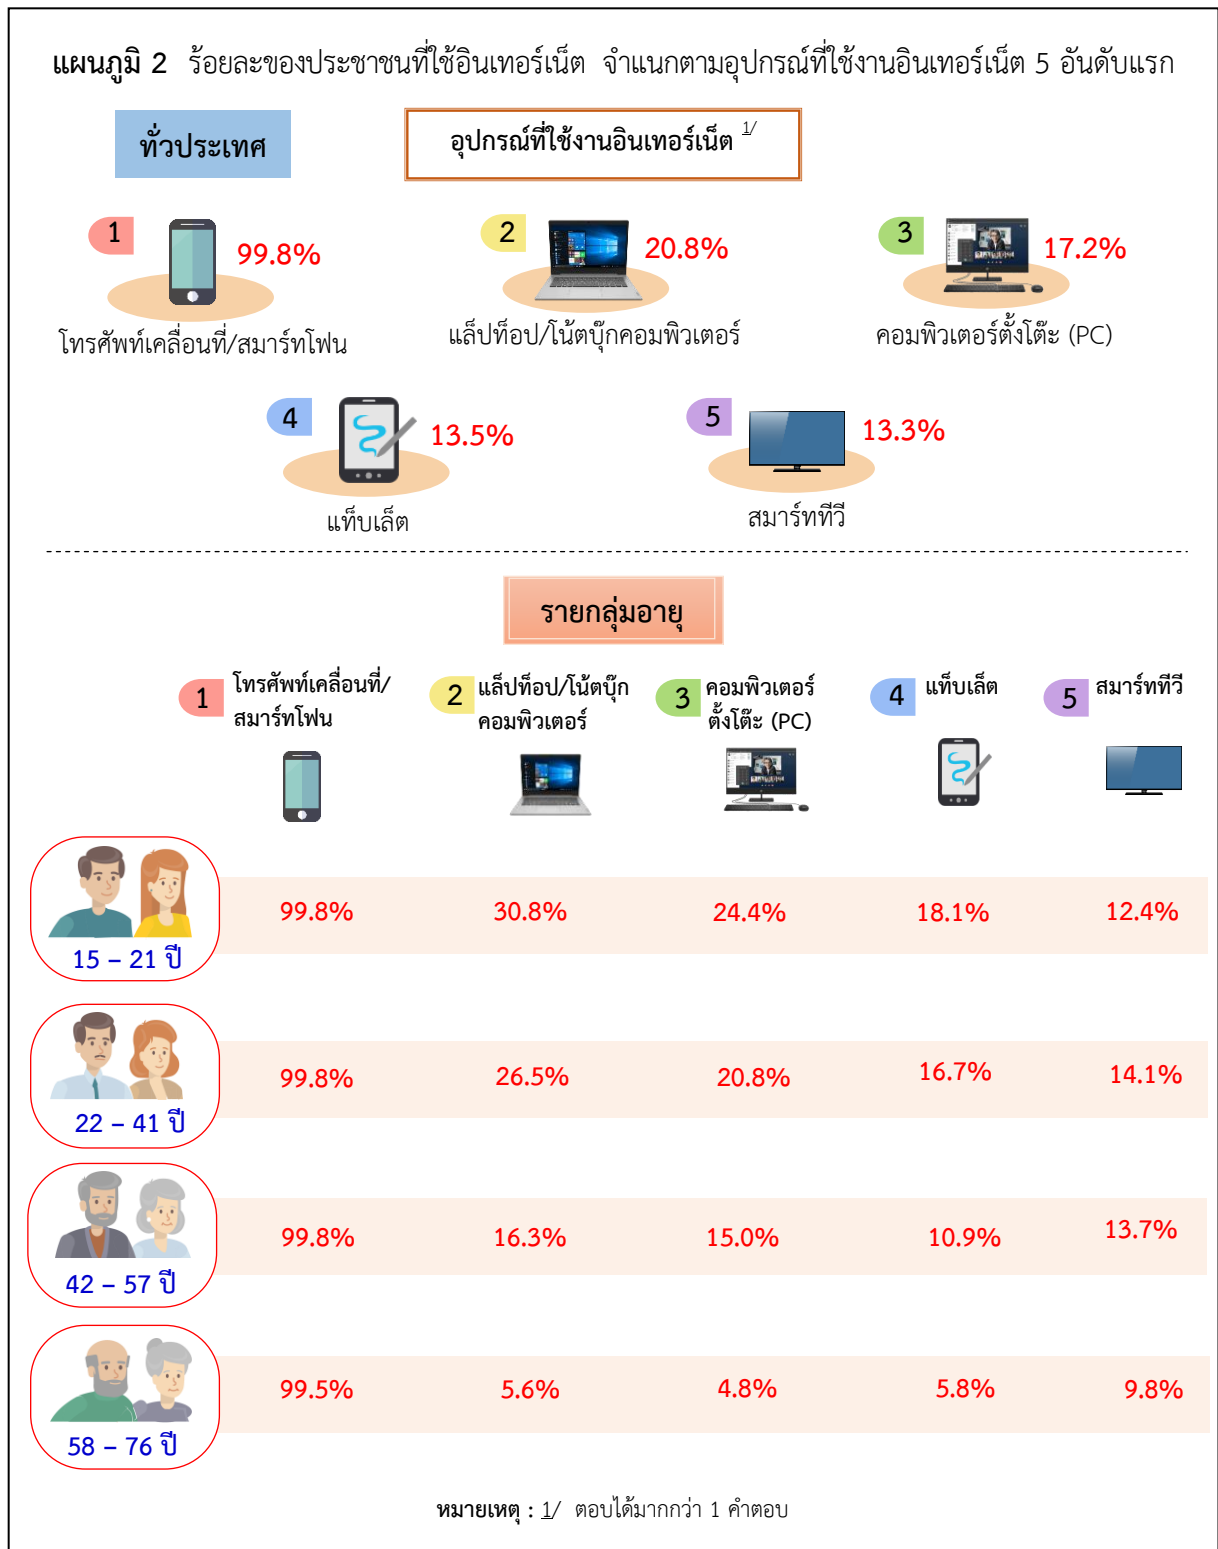 แผนภูมิ 2 ร้อยละของประชาชนที่ใช้อินเทอร์เน็ต จำแนกตามอุปกรณ์ที่ใช้งานอินเทอร์เน็ต 5 อันดับแรก
ทั่วประเทศ
อุปกรณ์ที่ใช้งานอินเทอร์เน็ต 1/
1 99.8%
โทรศัพท์เคลื่อนที่/สมาร์ทโฟน
2 20.8%
แล็ปท็อป/โน้ตบุ๊กคอมพิวเตอร์
3 17.2%
คอมพิวเตอร์ตั้งโต๊ะ (PC)
4 13.5%
แท็บเล็ต
5 13.3%
สมาร์ททีวี
รายกลุ่มอายุ
1 โทรศัพท์เคลื่อนที่/
สมาร์ทโฟน
2 แล็ปท็อป/โน้ตบุ๊ก
คอมพิวเตอร์
3 คอมพิวเตอร์
ตั้งโต๊ะ (PC)
4 แท็บเล็ต
5 สมาร์ททีวี
15 – 21 ปี 99.8% 30.8% 24.4% 18.1% 12.4%
22 – 41 ปี 99.8% 26.5% 20.8% 16.7% 14.1%
42 – 57 ปี 99.8% 16.3% 15.0% 10.9% 13.7%
58 – 76 ปี 99.5% 5.6% 4.8% 5.8% 9.8%
หมายเหตุ : 1/ ตอบได้มากกว่า 1 คำตอบ